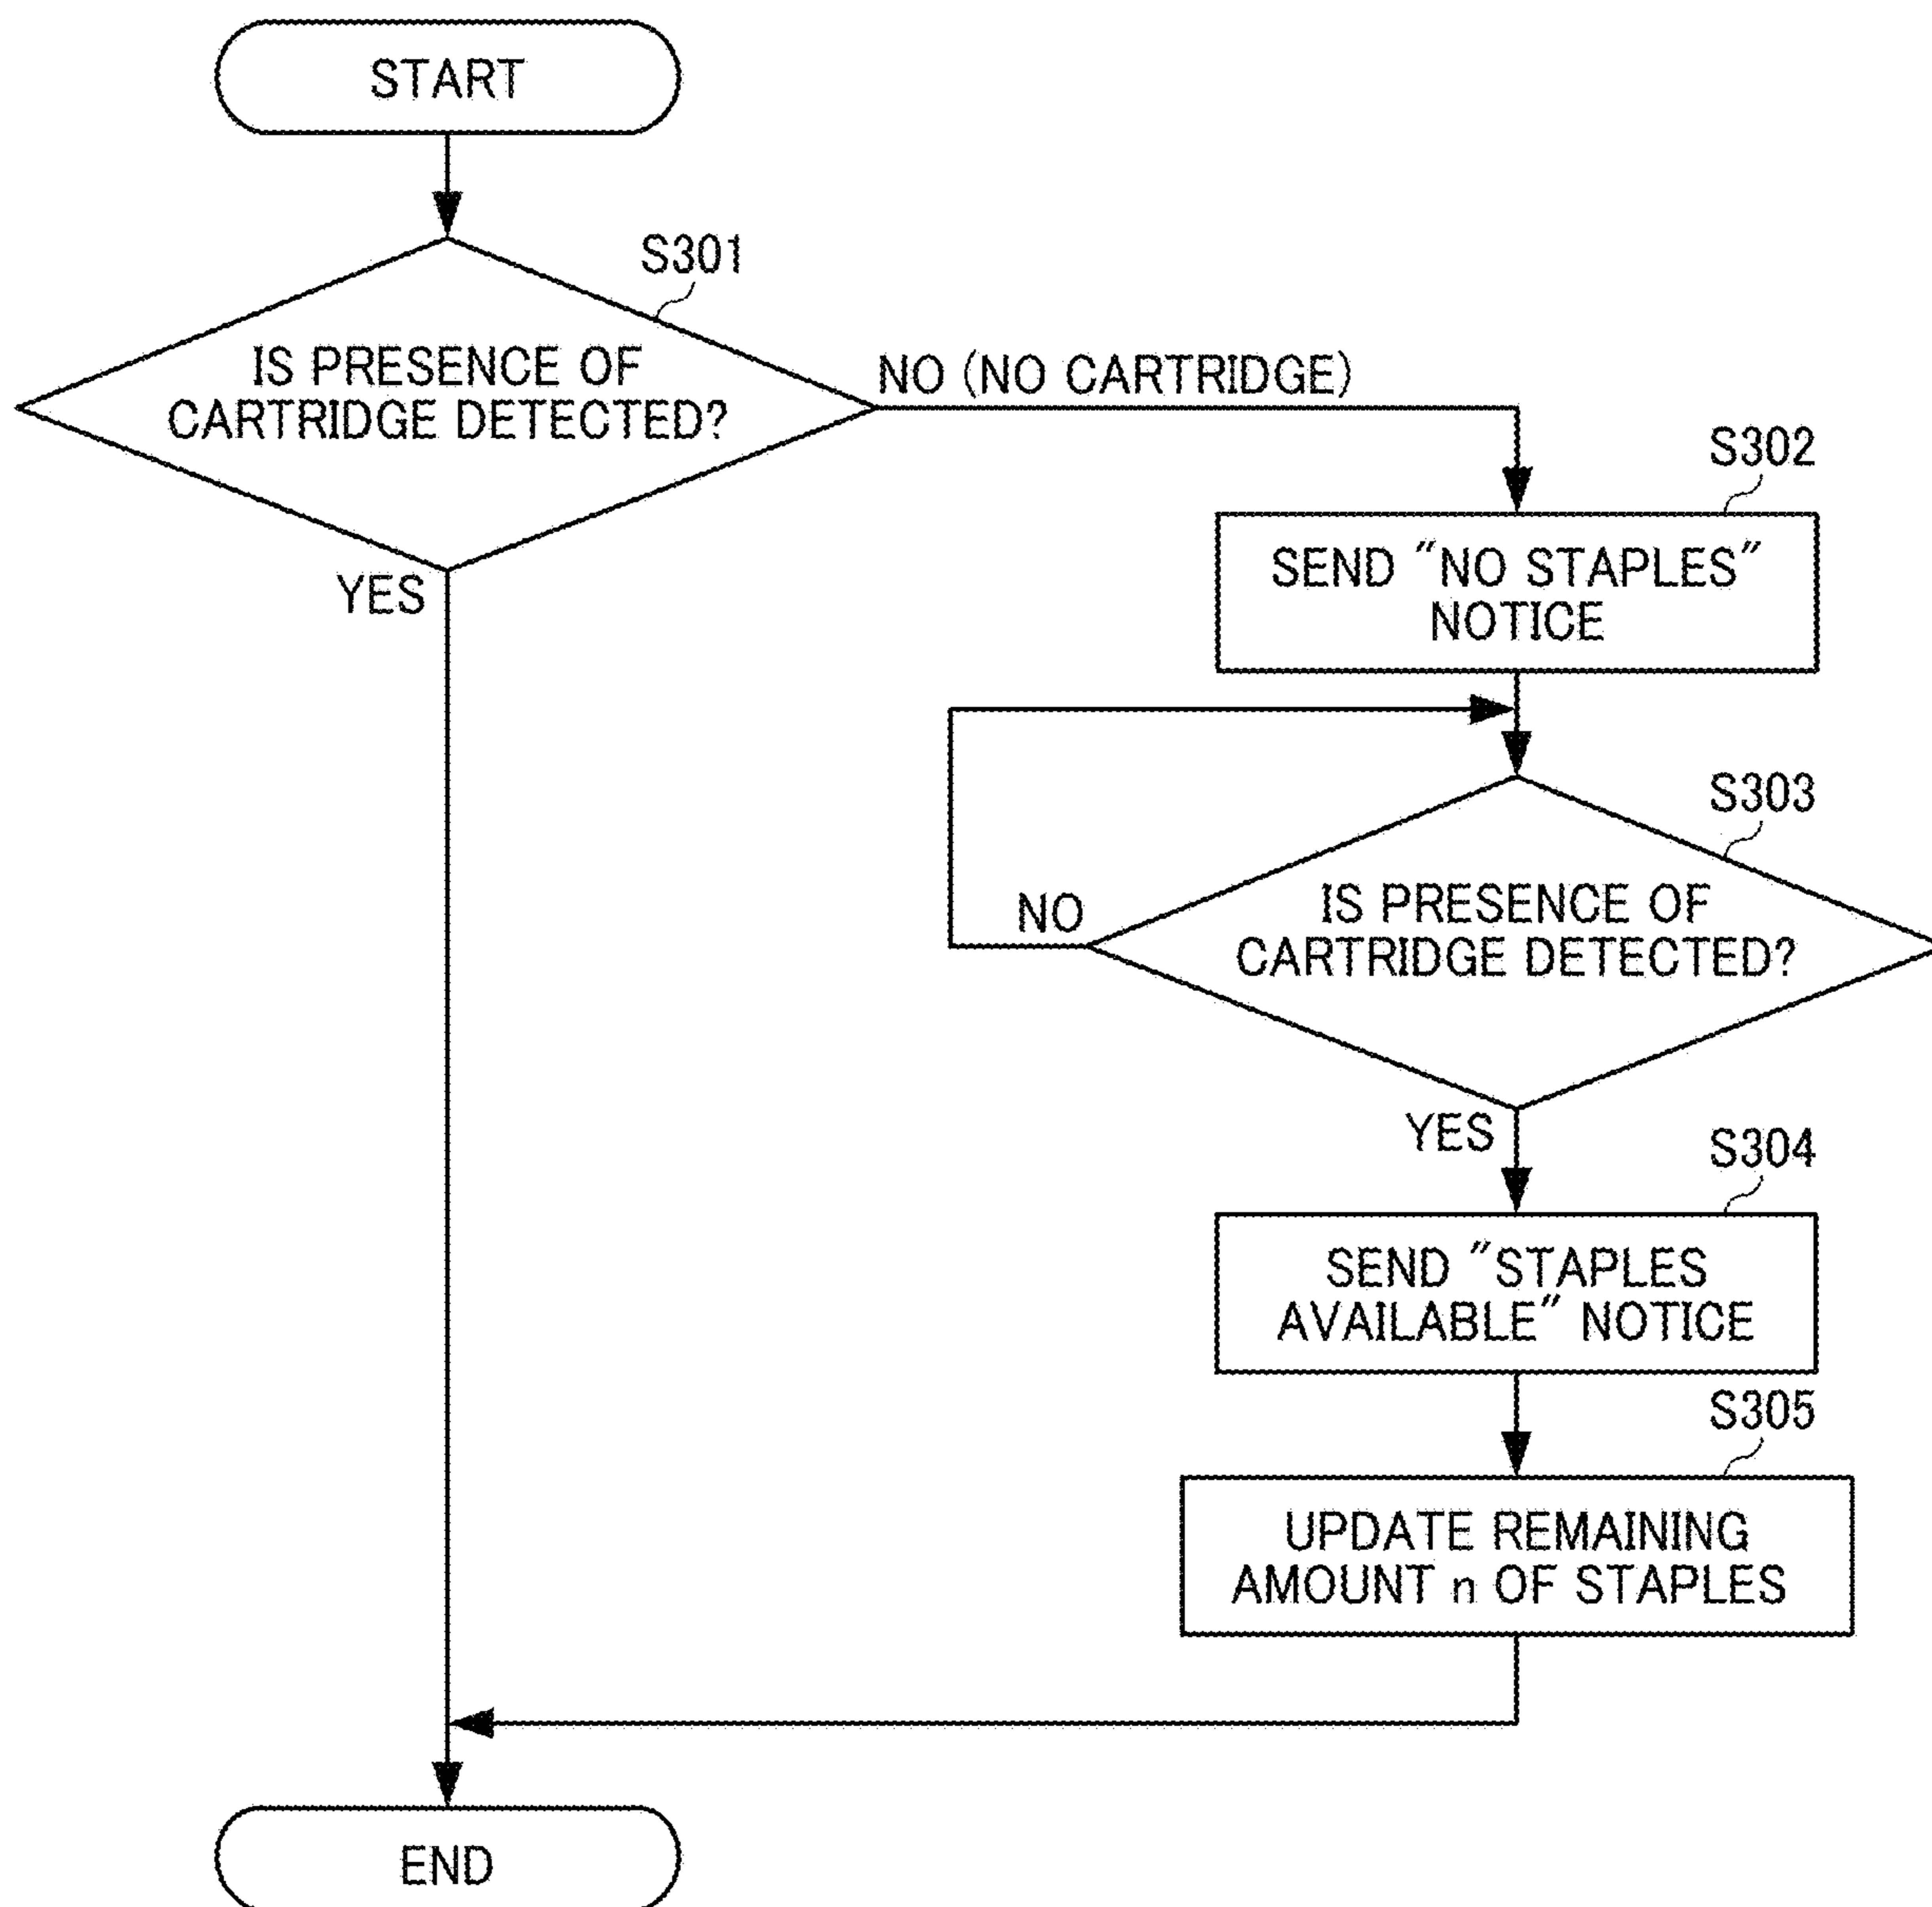 START
S301
IS PRESENCE OF
CARTRIDGE DETECTED?
NO (NO CARTRIDGE)
YES
S302
SEND "NO STAPLES"
NOTICE
S303
IS PRESENCE OF
CARTRIDGE DETECTED?
NO
YES
S304
SEND "STAPLES
AVAILABLE" NOTICE
S305
UPDATE REMAINING
AMOUNT n OF STAPLES
END